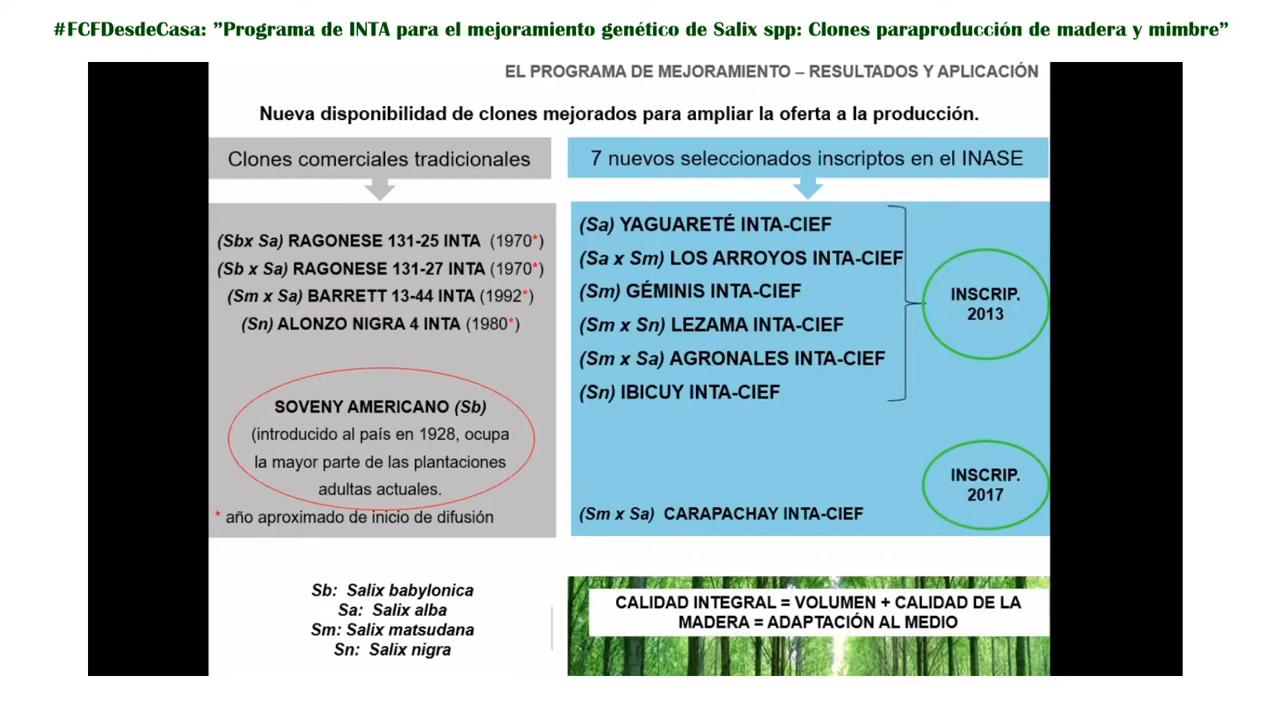 #FCFDesdeCasa: ”Programa de INTA para el mejoramiento genético de Salix spp: Clones paraproducción de madera y mimbre”
EL PROGRAMA DE MEJORAMIENTO – RESULTADOS Y APLICACIÓN
Nueva disponibilidad de clones mejorados para ampliar la oferta a la producción.
Clones comerciales tradicionales
(Sbx Sa) RAGONESE 131-25 INTA (1970*)
(Sb x Sa) RAGONESE 131-27 INTA (1970*)
(Sm x Sa) BARRETT 13-44 INTA (1992*)
(Sn) ALONZO NIGRA 4 INTA (1980*)
SOVENY AMERICANO (Sb)
(introducido al país en 1928, ocupa
la mayor parte de las plantaciones
adultas actuales.
* año aproximado de inicio de difusión
7 nuevos seleccionados inscriptos en el INASE
(Sa) YAGUARETÉ INTA-CIEF
(Sa x Sm) LOS ARROYOS INTA-CIEF
(Sm) GÉMINIS INTA-CIEF
(Sm x Sn) LEZAMA INTA-CIEF
(Sm x Sa) AGRONALES INTA-CIEF
(Sn) IBICUY INTA-CIEF
INSCRIP.
2013
INSCRIP.
2017
(Sm x Sa) CARAPACHAY INTA-CIEF
Sb: Salix babylonica
Sa: Salix alba
Sm: Salix matsudana
Sn: Salix nigra
CALIDAD INTEGRAL = VOLUMEN + CALIDAD DE LA
MADERA = ADAPTACIÓN AL MEDIO